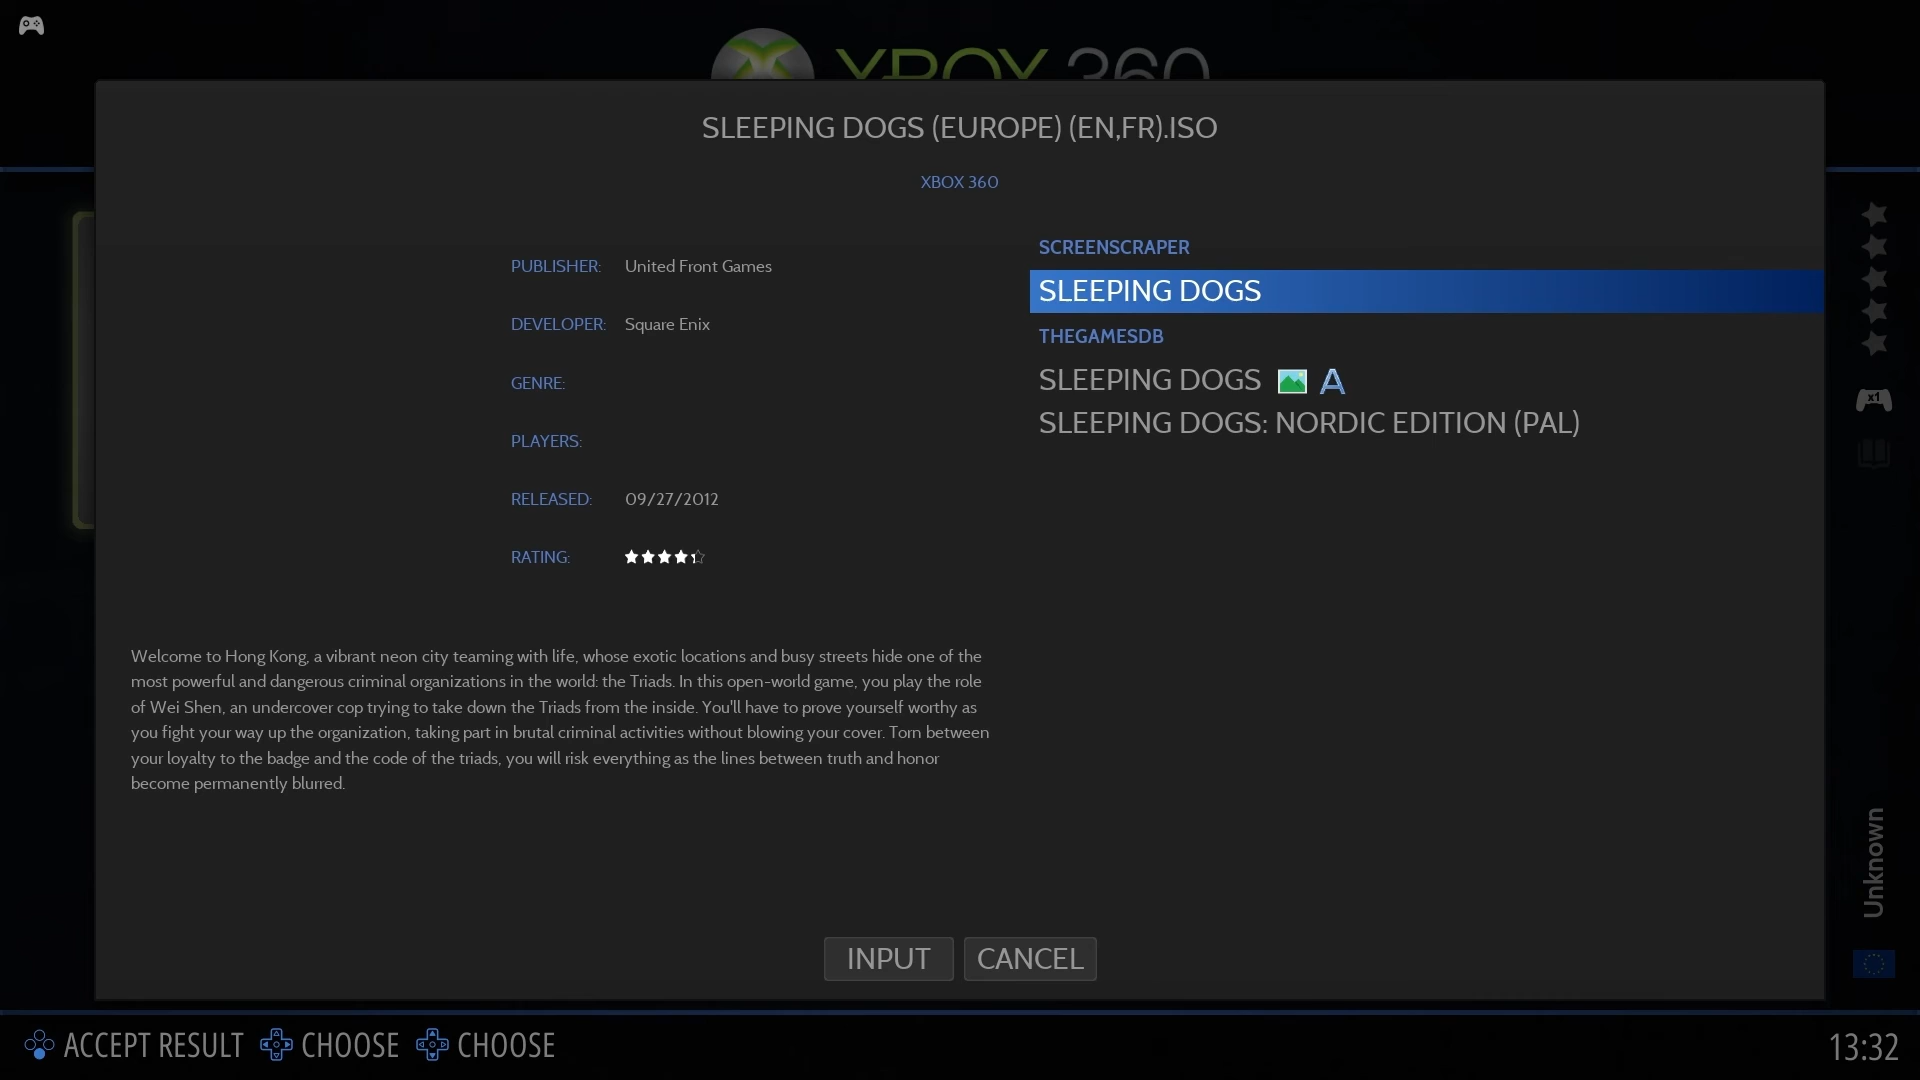 XBOX 360
SLEEPING DOGS (EUROPE) (EN,FR).ISO
XBOX 360
PUBLISHER: United Front Games
DEVELOPER: Square Enix
GENRE:
PLAYERS:
RELEASED: 09/27/2012
RATING:
Welcome to Hong Kong, a vibrant neon city teaming with life, whose exotic locations and busy streets hide one of the
most powerful and dangerous criminal organizations in the world: the Triads. In this open-world game, you play the role
of Wei Shen, an undercover cop trying to take down the Triads from the inside. You'll have to prove yourself worthy as
you fight your way up the organization, taking part in brutal criminal activities without blowing your cover. Torn between
your loyalty to the badge and the code of the triads, you will risk everything as the lines between truth and honor
become permanently blurred.
SCREENSCRAPER
SLEEPING DOGS
THEGAMESDB
SLEEPING DOGS A
SLEEPING DOGS: NORDIC EDITION (PAL)
x1
Unknown
INPUT CANCEL
ACCEPT RESULT CHOOSE CHOOSE
13:32